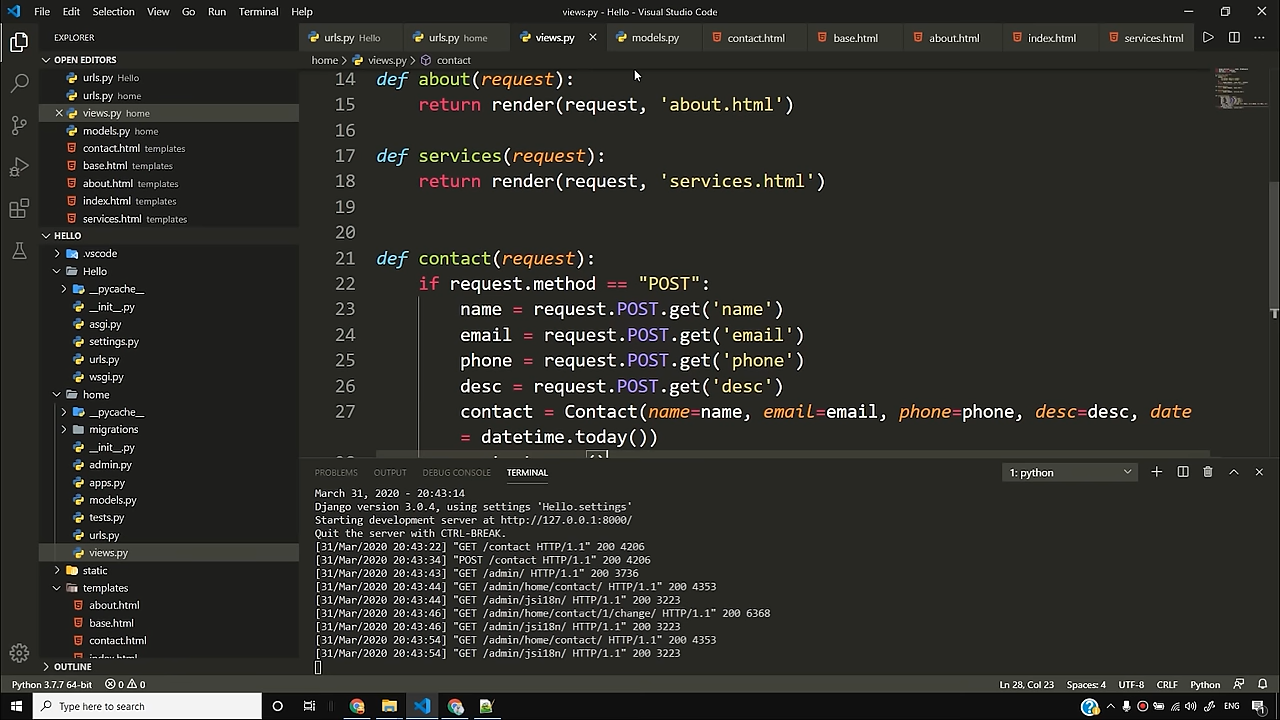 File Edit Selection View Go Run Terminal Help
views.py - Hello - Visual Studio Code
EXPLORER
urls.py Hello
urls.py home
views.py
models.py
contact.html
base.html
about.html
index.html
services.html
OPEN EDITORS
urls.py Hello
urls.py home
views.py home
models.py home
contact.html templates
base.html templates
about.html templates
index.html templates
services.html templates
HELLO
.vscode
Hello
__pycache__
__init__.py
asgi.py
settings.py
urls.py
wsgi.py
home
__pycache__
migrations
__init__.py
admin.py
apps.py
models.py
tests.py
urls.py
views.py
static
templates
about.html
base.html
contact.html
index.html
OUTLINE
home > views.py > contact
14 def about(request):
15 return render(request, 'about.html')
16
17 def services(request):
18 return render(request, 'services.html')
19
20
21 def contact(request):
22 if request.method == "POST":
23 name = request.POST.get('name')
24 email = request.POST.get('email')
25 phone = request.POST.get('phone')
26 desc = request.POST.get('desc')
27 contact = Contact(name=name, email=email, phone=phone, desc=desc, date
= datetime.today())
PROBLEMS OUTPUT DEBUG CONSOLE TERMINAL
1: python
March 31, 2020 - 20:43:14
Django version 3.0.4, using settings 'Hello.settings'
Starting development server at http://127.0.0.1:8000/
Quit the server with CTRL-BREAK.
[31/Mar/2020 20:43:22] "GET /contact HTTP/1.1" 200 4206
[31/Mar/2020 20:43:34] "POST /contact HTTP/1.1" 200 4206
[31/Mar/2020 20:43:43] "GET /admin/ HTTP/1.1" 200 3736
[31/Mar/2020 20:43:44] "GET /admin/home/contact/ HTTP/1.1" 200 4353
[31/Mar/2020 20:43:44] "GET /admin/jsi18n/ HTTP/1.1" 200 3223
[31/Mar/2020 20:43:46] "GET /admin/home/contact/1/change/ HTTP/1.1" 200 6368
[31/Mar/2020 20:43:46] "GET /admin/jsi18n/ HTTP/1.1" 200 3223
[31/Mar/2020 20:43:54] "GET /admin/home/contact/ HTTP/1.1" 200 4353
[31/Mar/2020 20:43:54] "GET /admin/jsi18n/ HTTP/1.1" 200 3223
Python 3.7.7 64-bit 0 0
Ln 28, Col 23 Spaces: 4 UTF-8 CRLF Python
Type here to search
ENG